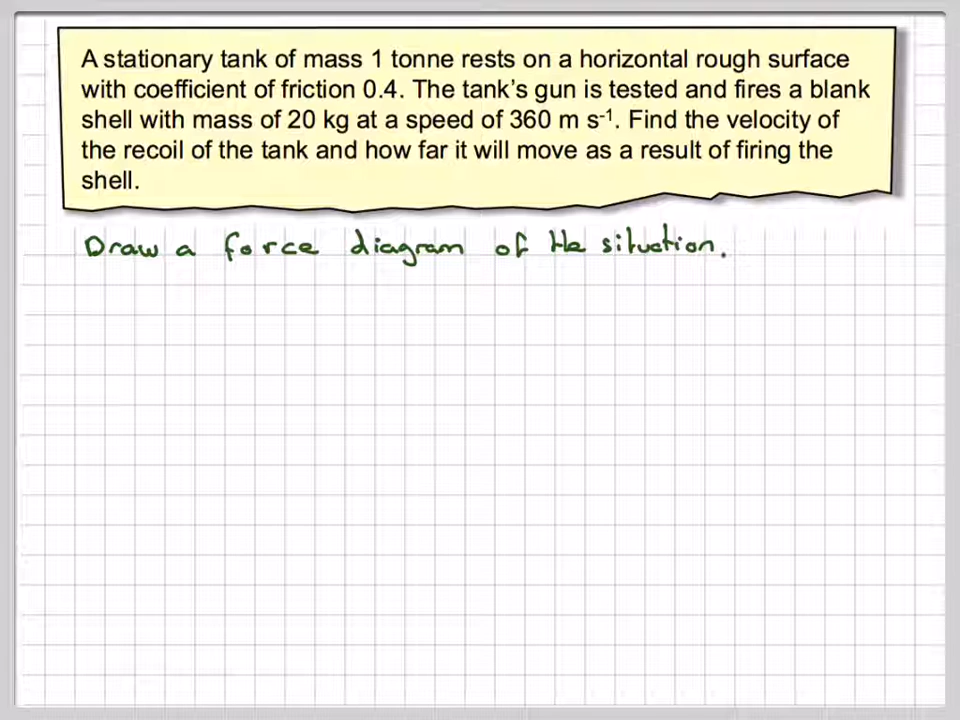 A stationary tank of mass 1 tonne rests on a horizontal rough surface
with coefficient of friction 0.4. The tank's gun is tested and fires a blank
shell with mass of 20 kg at a speed of 360 m s⁻¹. Find the velocity of
the recoil of the tank and how far it will move as a result of firing the
shell.
Draw a force diagram of the situation.